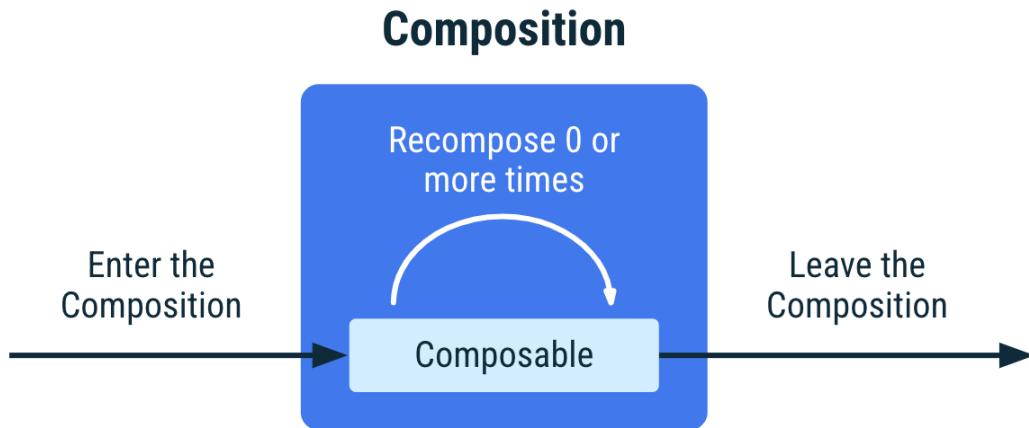 Composition
Recompose 0 or
more times
Enter the
Composition
Leave the
Composition
Composable